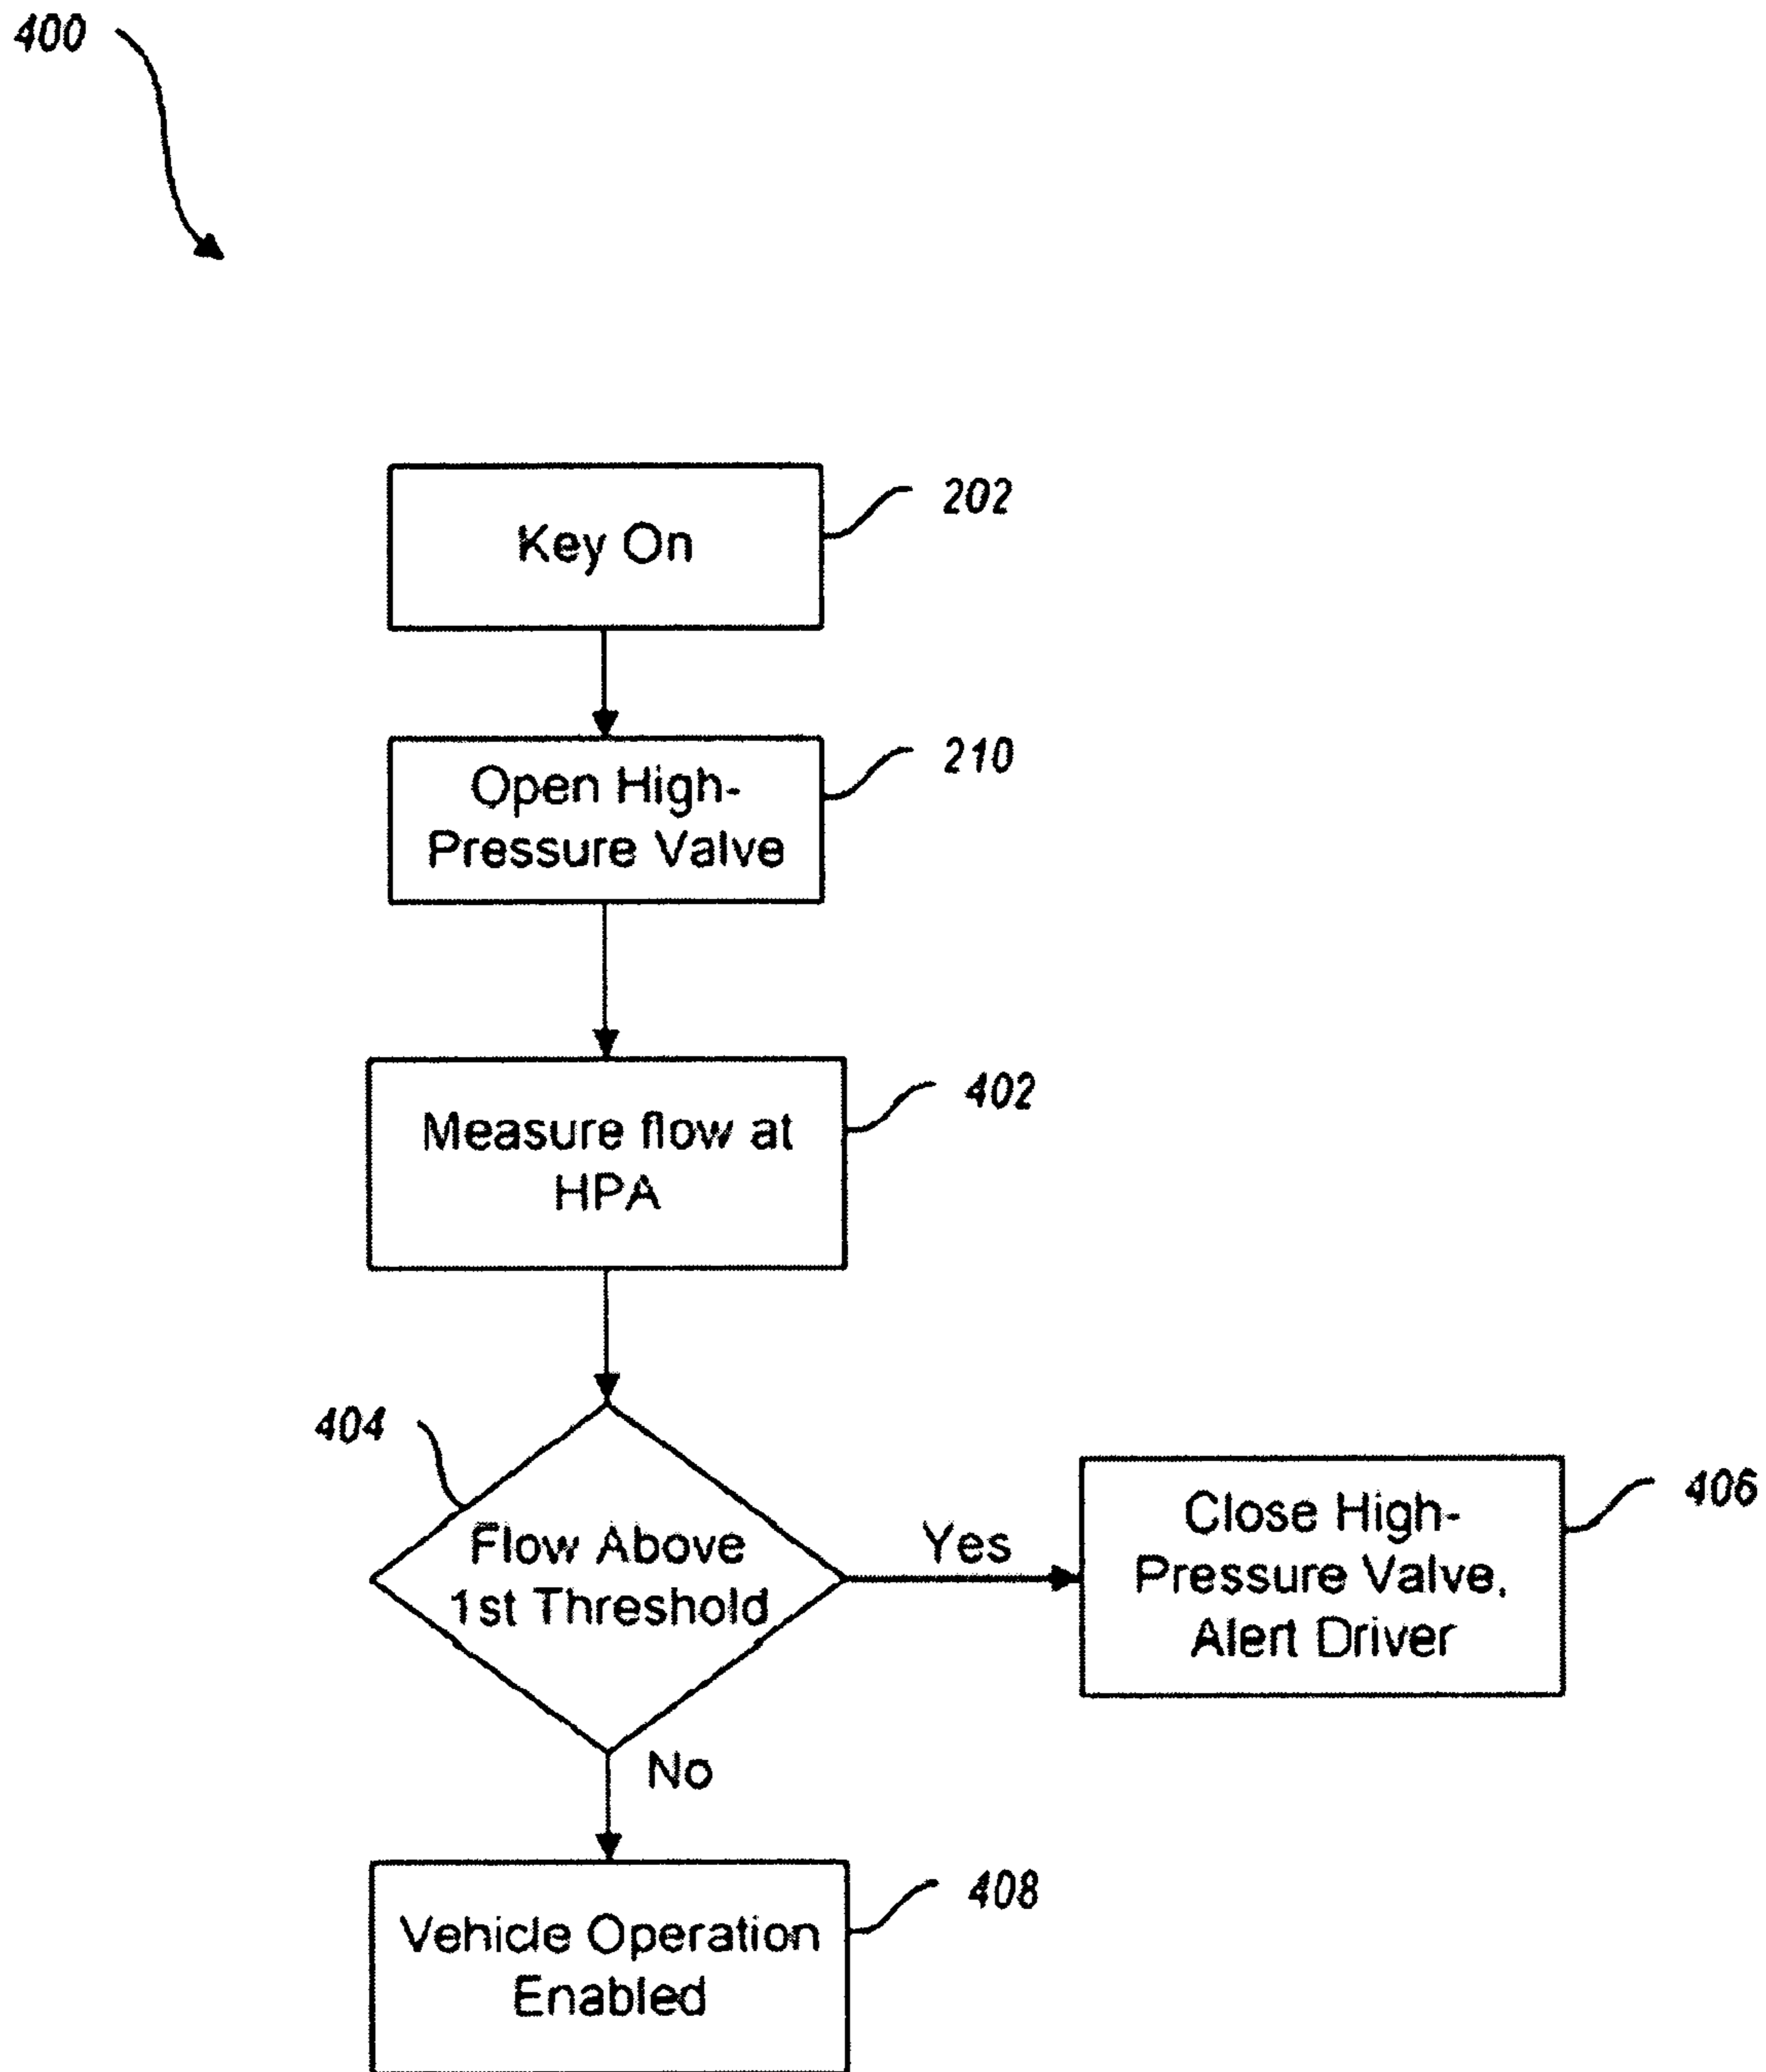 400
Key On
202
Open High-
Pressure Valve
210
Measure flow at
HPA
402
404
Flow Above
1st Threshold
Yes
Close High-
Pressure Valve,
Alert Driver
406
No
Vehicle Operation
Enabled
408